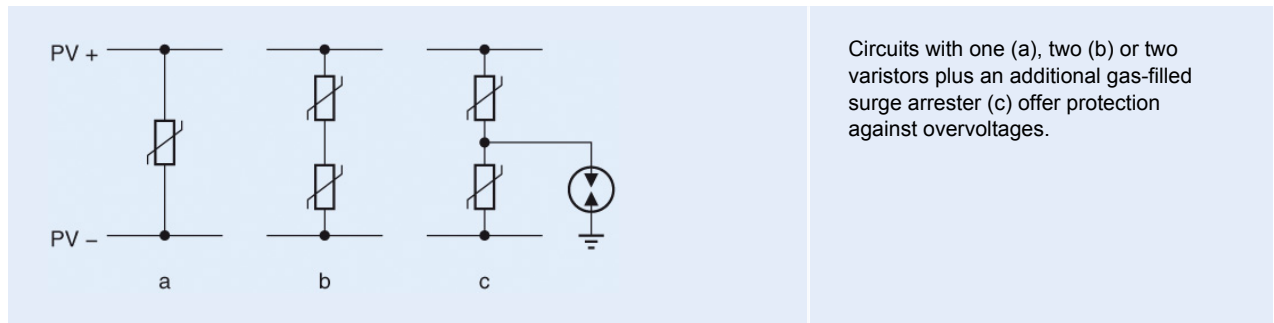 PV +
PV –
a
b
c
Circuits with one (a), two (b) or two
varistors plus an additional gas-filled
surge arrester (c) offer protection
against overvoltages.